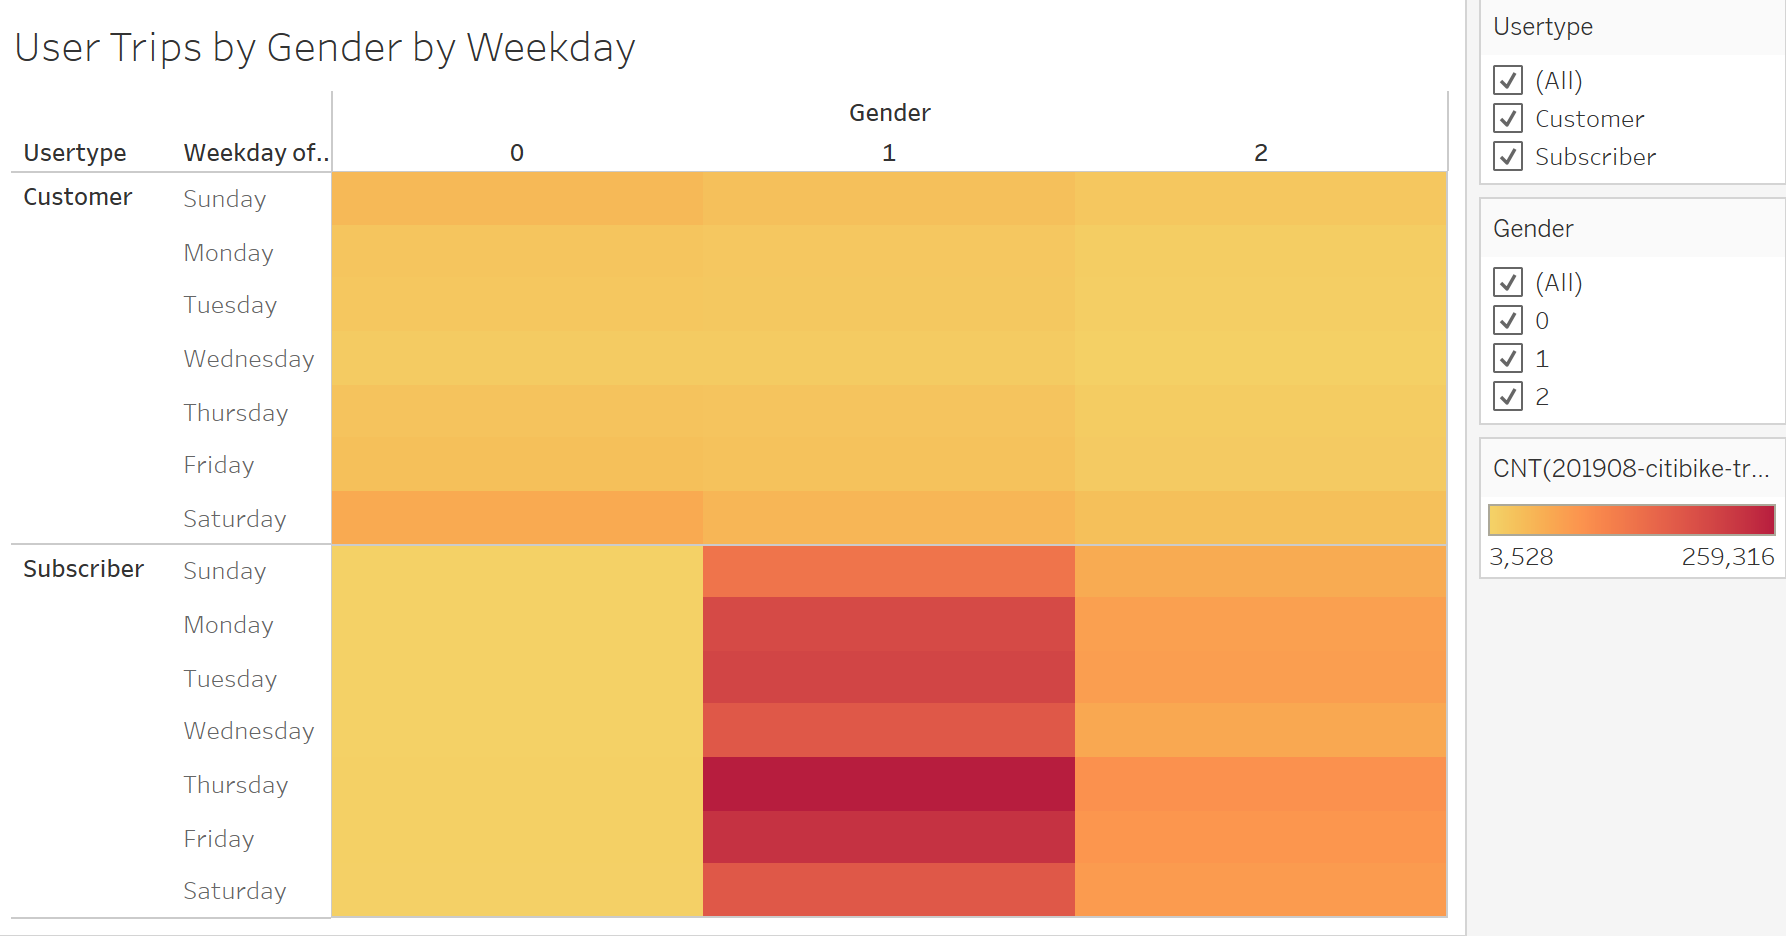 User Trips by Gender by Weekday
Gender
Usertype Weekday of.. 0 1 2
Customer Sunday
Monday
Tuesday
Wednesday
Thursday
Friday
Saturday
Subscriber Sunday
Monday
Tuesday
Wednesday
Thursday
Friday
Saturday
Usertype
(All)
Customer
Subscriber
Gender
(All)
0
1
2
CNT(201908-citibike-tr...
3,528 259,316